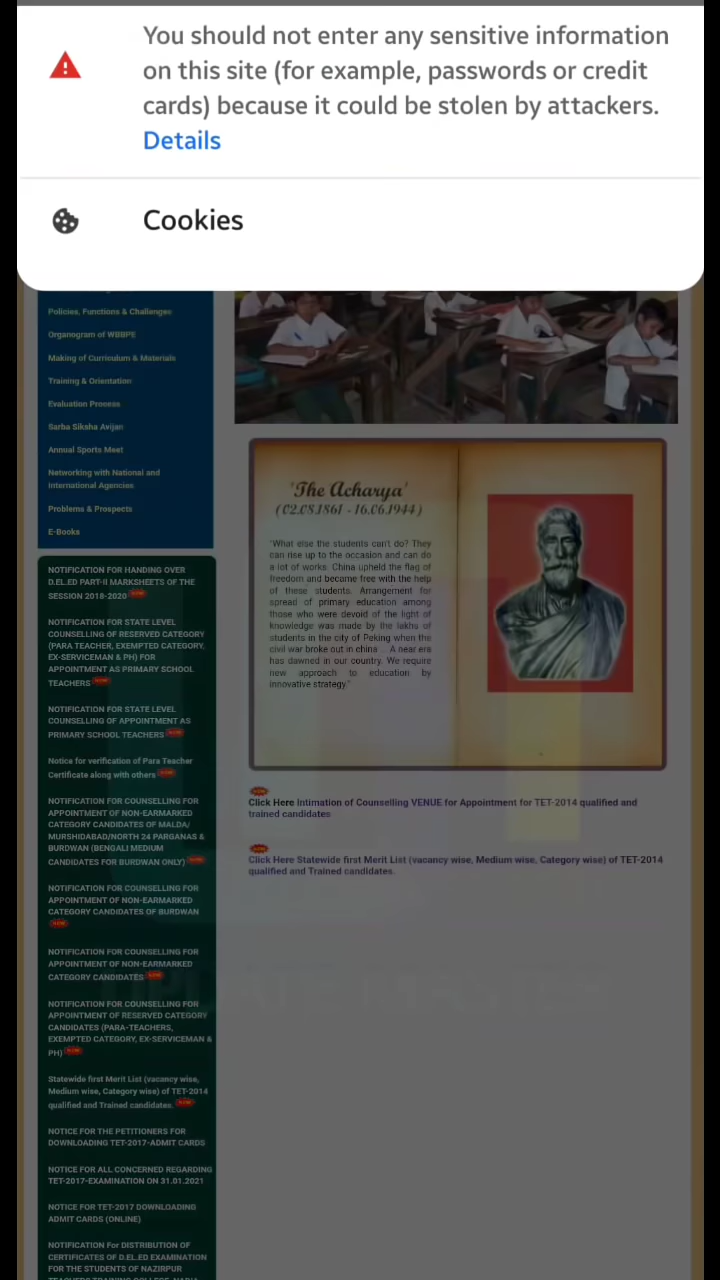 You should not enter any sensitive information
on this site (for example, passwords or credit
cards) because it could be stolen by attackers.
Details
Cookies
Policies, Functions & Challenges
Organogram of WBBPE
Making of Curriculum & Materials
Training & Orientation
Evaluation Process
Sarba Siksha Avijan
Annual Sports Meet
Networking with National and
International Agencies
Problems & Prospects
E-Books
NOTIFICATION FOR HANDING OVER
D.EL.ED PART-II MARKSHEETS OF THE
SESSION 2018-2020 NEW
NOTIFICATION FOR STATE LEVEL
COUNSELLING OF RESERVED CATEGORY
(PARA TEACHER, EXEMPTED CATEGORY,
EX-SERVICEMAN & PH) FOR
APPOINTMENT AS PRIMARY SCHOOL
TEACHERS NEW
NOTIFICATION FOR STATE LEVEL
COUNSELLING OF APPOINTMENT AS
PRIMARY SCHOOL TEACHERS NEW
Notice for verification of Para Teacher
Certificate along with others NEW
NOTIFICATION FOR COUNSELLING FOR
APPOINTMENT OF NON-EARMARKED
CATEGORY CANDIDATES OF MALDA/
MURSHIDABAD/NORTH 24 PARGANAS &
BURDWAN (BENGALI MEDIUM
CANDIDATES FOR BURDWAN ONLY) NEW
NOTIFICATION FOR COUNSELLING FOR
APPOINTMENT OF NON-EARMARKED
CATEGORY CANDIDATES OF BURDWAN
NEW
NOTIFICATION FOR COUNSELLING FOR
APPOINTMENT OF NON-EARMARKED
CATEGORY CANDIDATES NEW
NOTIFICATION FOR COUNSELLING FOR
APPOINTMENT OF RESERVED CATEGORY
CANDIDATES (PARA-TEACHERS,
EXEMPTED CATEGORY, EX-SERVICEMAN &
PH) NEW
Statewide first Merit List (vacancy wise,
Medium wise, Category wise) of TET-2014
qualified and Trained candidates. NEW
NOTICE FOR THE PETITIONERS FOR
DOWNLOADING TET-2017-ADMIT CARDS
NOTICE FOR ALL CONCERNED REGARDING
TET-2017-EXAMINATION ON 31.01.2021
NOTICE FOR TET-2017 DOWNLOADING
ADMIT CARDS (ONLINE)
NOTIFICATION For DISTRIBUTION OF
CERTIFICATES OF D.EL.ED EXAMINATION
FOR THE STUDENTS OF NAZIRPUR
'The Acharya'
(02.08.1861 - 16.06.1944)
"What else the students can't do? They
can rise up to the occasion and can do
a lot of works. China upheld the flag of
freedom and became free with the help
of these students. Arrangement for
spread of primary education among
those who were devoid of the light of
knowledge was made by the lakhs of
students in the city of Peking when the
civil war broke out in china ... A near era
has dawned in our country. We require
new approach to education by
innovative strategy."
NEW
Click Here Intimation of Counselling VENUE for Appointment for TET-2014 qualified and
trained candidates
NEW
Click Here Statewide first Merit List (vacancy wise, Medium wise, Category wise) of TET-2014
qualified and Trained candidates.